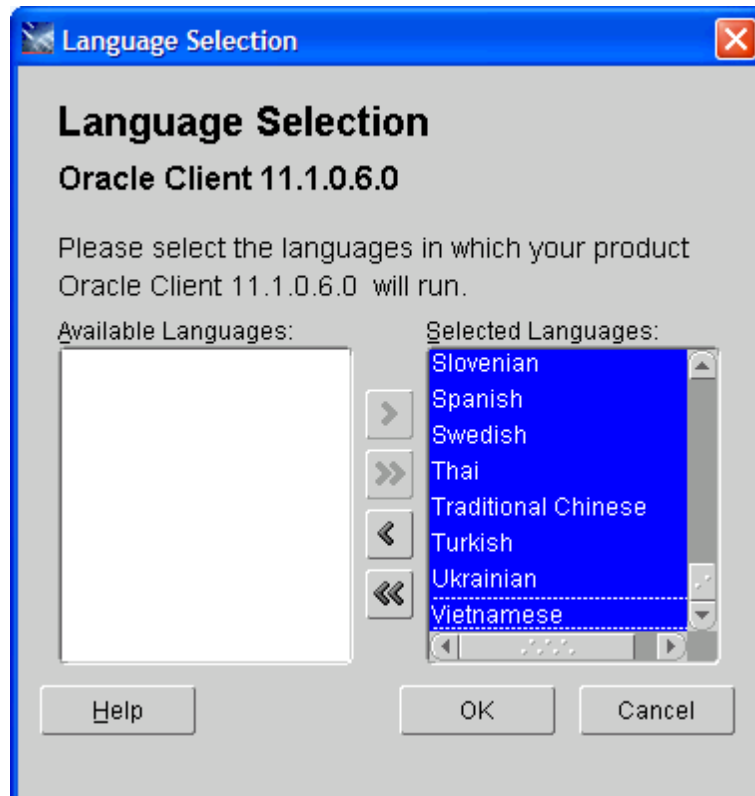 Language Selection
Language Selection
Oracle Client 11.1.0.6.0
Please select the languages in which your product
Oracle Client 11.1.0.6.0 will run.
Available Languages:
Selected Languages:
Slovenian
Spanish
Swedish
Thai
Traditional Chinese
Turkish
Ukrainian
Vietnamese
Help
OK
Cancel